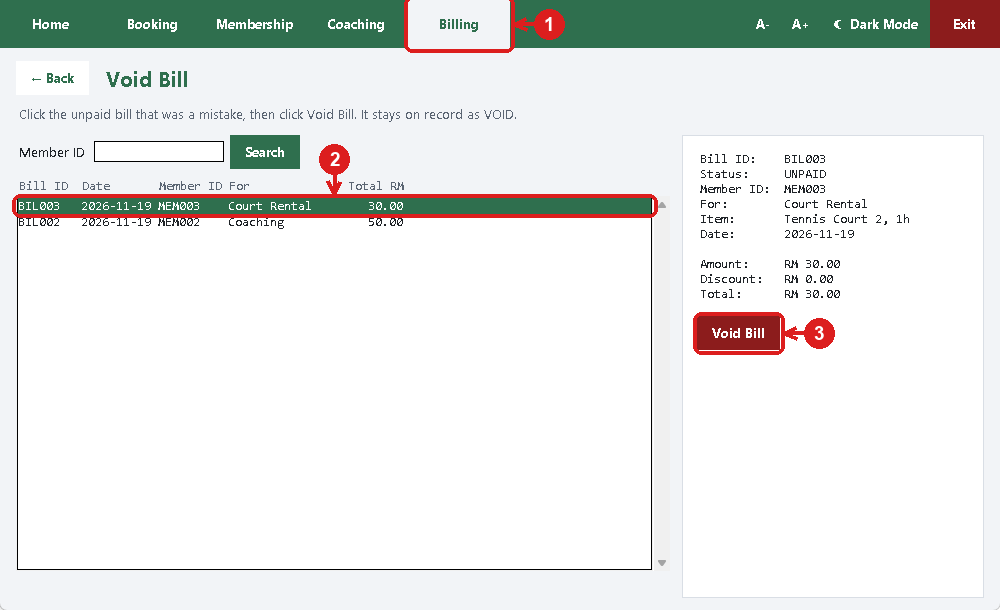 Home Booking Membership Coaching Billing 1 A- A+ ☾ Dark Mode Exit
← Back Void Bill
Click the unpaid bill that was a mistake, then click Void Bill. It stays on record as VOID.
Member ID Search 2
Bill ID Date Member ID For Total RM
BIL003 2026-11-19 MEM003 Court Rental 30.00
BIL002 2026-11-19 MEM002 Coaching 50.00
Bill ID: BIL003
Status: UNPAID
Member ID: MEM003
For: Court Rental
Item: Tennis Court 2, 1h
Date: 2026-11-19
Amount: RM 30.00
Discount: RM 0.00
Total: RM 30.00
Void Bill 3